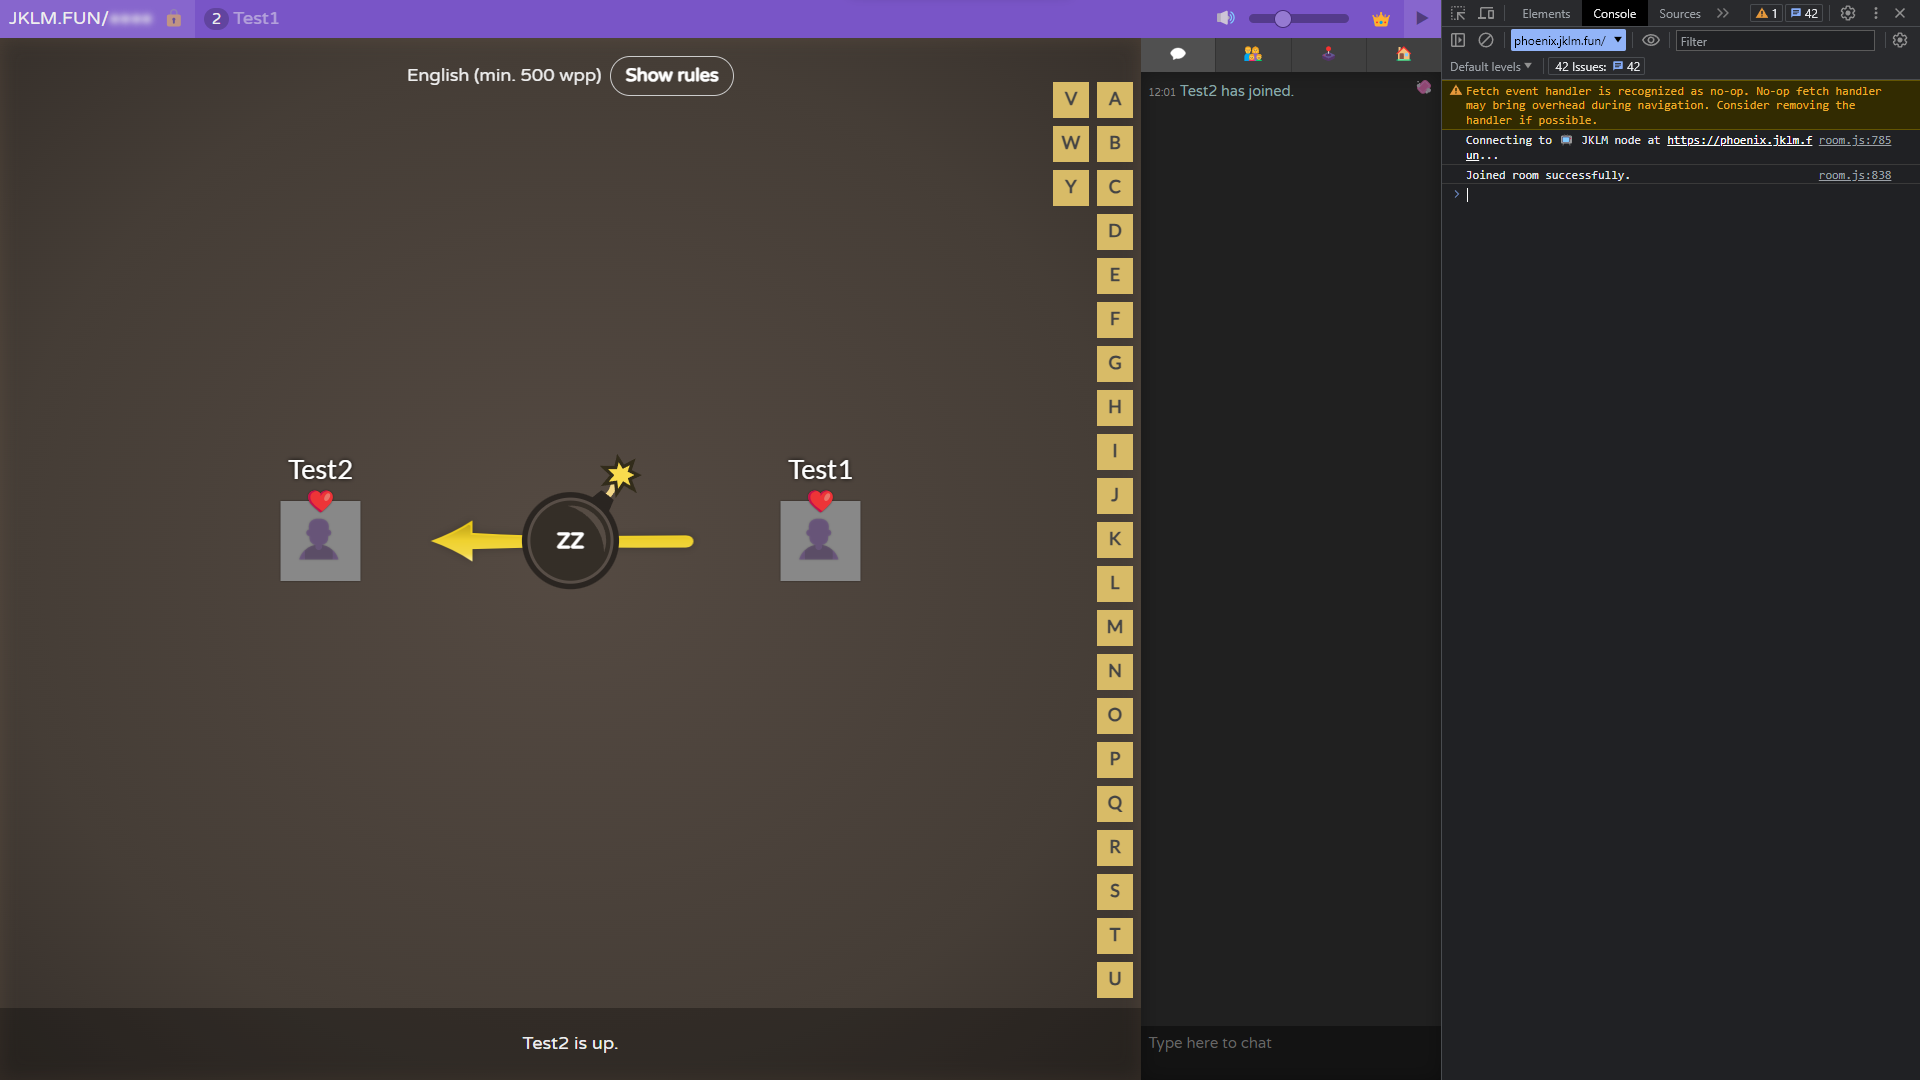 JKLM.FUN/
2 Test1
English (min. 500 wpp) Show rules
V A
W B
Y C
D
E
F
G
H
I
J
K
L
M
N
O
P
Q
R
S
T
U
Test2
Test1
ZZ
Test2 is up.
12:01 Test2 has joined.
Type here to chat
Elements Console Sources 1 42
phoenix.jklm.fun/ Filter
Default levels 42 Issues: 42
Fetch event handler is recognized as no-op. No-op fetch handler
may bring overhead during navigation. Consider removing the
handler if possible.
Connecting to JKLM node at https://phoenix.jklm.f room.js:785
un...
Joined room successfully. room.js:838